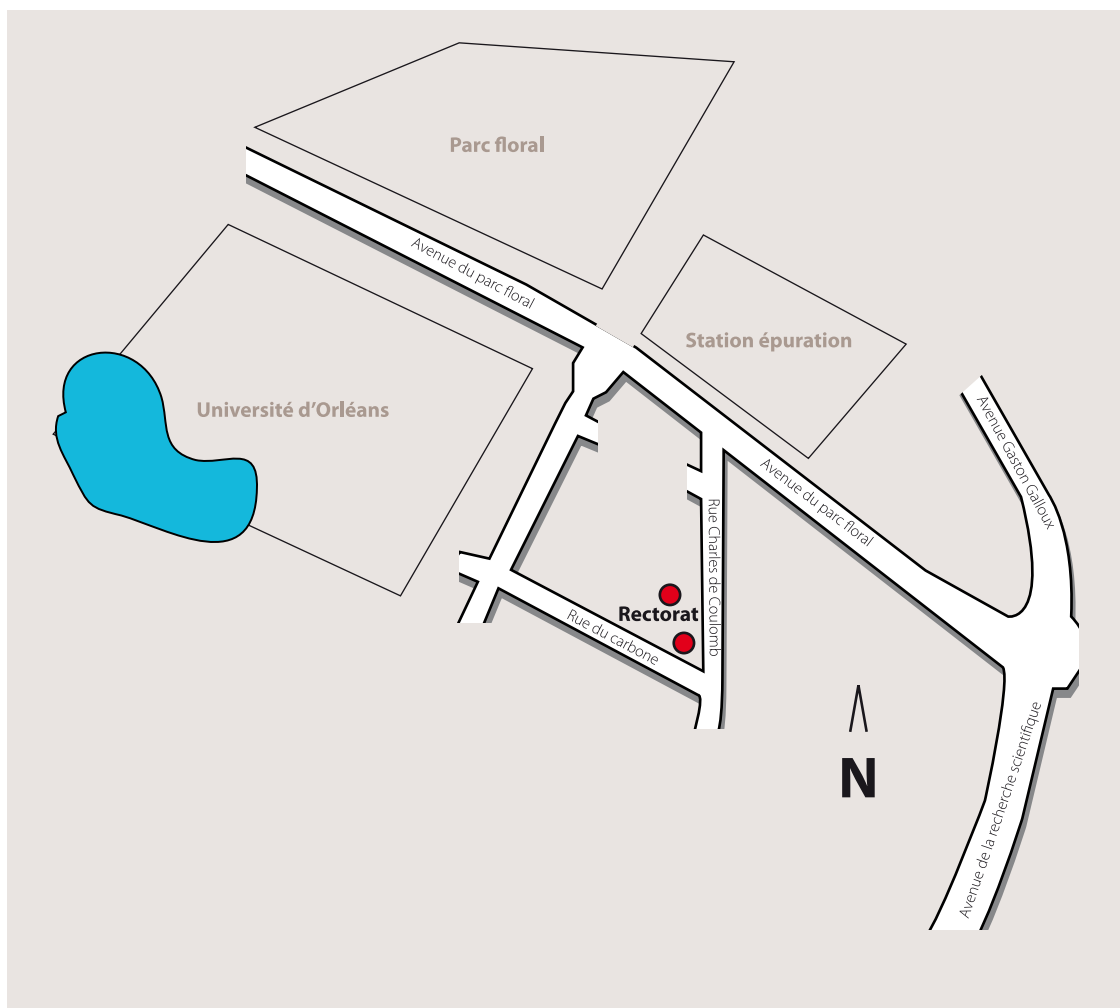 Parc floral
Avenue du parc floral
Station épuration
Université d'Orléans
Avenue Gaston Galloux
Avenue du parc floral
Rue Charles de Coulomb
Rectorat
Rue du carbone
N
Avenue de la recherche scientifique